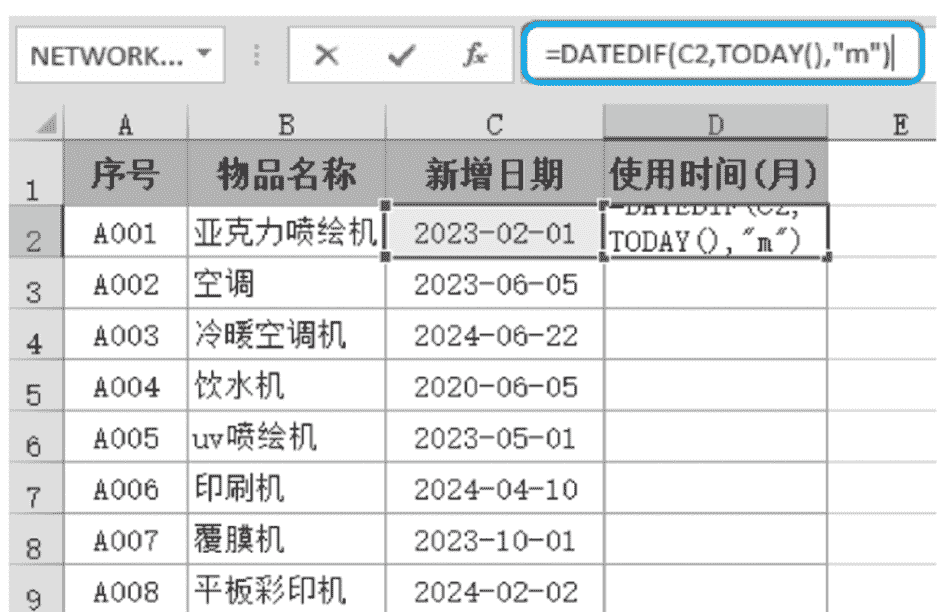 NETWORK... fx =DATEDIF(C2,TODAY(),"m")
A B C D E
1 序号 物品名称 新增日期 使用时间(月)
=DATEDIF(C2,
2 A001 亚克力喷绘机 2023-02-01 TODAY(),"m")
3 A002 空调 2023-06-05
4 A003 冷暖空调机 2024-06-22
5 A004 饮水机 2020-06-05
6 A005 uv喷绘机 2023-05-01
7 A006 印刷机 2024-04-10
8 A007 覆膜机 2023-10-01
9 A008 平板彩印机 2024-02-02